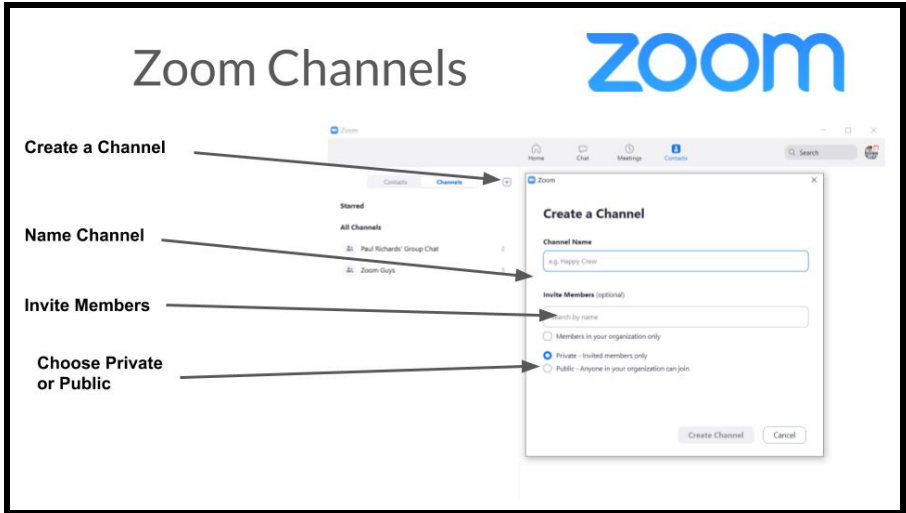 Zoom Channels
zoom
Create a Channel
Name Channel
Invite Members
Choose Private
or Public
Zoom
Home
Chat
Meetings
Contacts
Search
Contacts
Channels
Starred
All Channels
Paul Richards' Group Chat
2
Zoom Guys
Zoom
Create a Channel
Channel Name
e.g. Happy Crew
Invite Members (optional)
Search by name
Members in your organization only
Private - Invited members only
Public - Anyone in your organization can join
Create Channel
Cancel